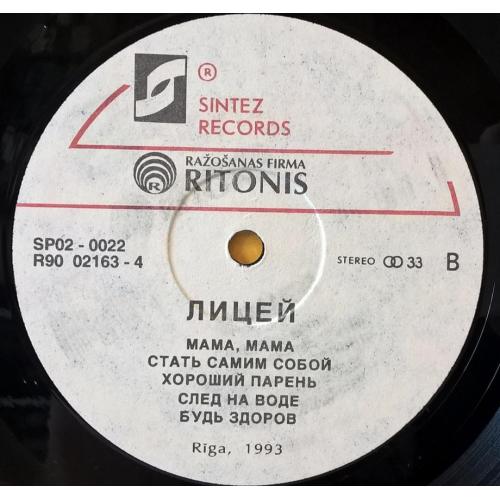 ®
SINTEZ
RECORDS
RAŽOŠANAS FIRMA
R RITONIS
SP02 - 0022
R90 02163 - 4
STEREO 33 B
ЛИЦЕЙ
МАМА, МАМА
СТАТЬ САМИМ СОБОЙ
ХОРОШИЙ ПАРЕНЬ
СЛЕД НА ВОДЕ
БУДЬ ЗДОРОВ
Rīga, 1993